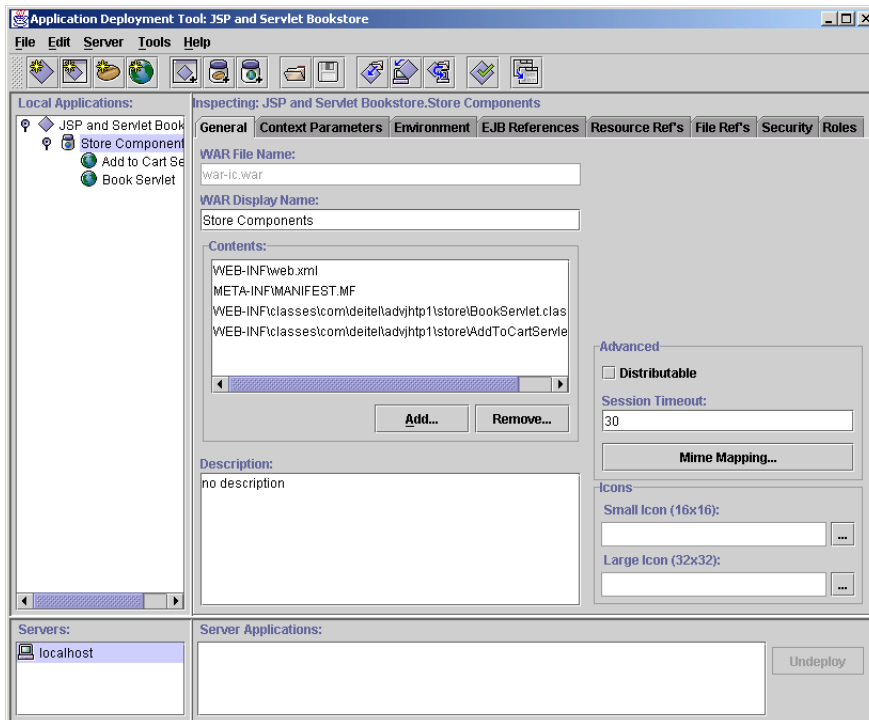 Application Deployment Tool: JSP and Servlet Bookstore
File Edit Server Tools Help
Local Applications:
JSP and Servlet Book
Store Component
Add to Cart Se
Book Servlet
Inspecting: JSP and Servlet Bookstore.Store Components
General Context Parameters Environment EJB References Resource Ref's File Ref's Security Roles
WAR File Name:
war-ic.war
WAR Display Name:
Store Components
Contents:
WEB-INF\web.xml
META-INF\MANIFEST.MF
WEB-INF\classes\com\deitel\advjhtp1\store\BookServlet.clas
WEB-INF\classes\com\deitel\advjhtp1\store\AddToCartServle
Add... Remove...
Description:
no description
Advanced
Distributable
Session Timeout:
30
Mime Mapping...
Icons
Small Icon (16x16):
...
Large Icon (32x32):
...
Servers:
localhost
Server Applications:
Undeploy